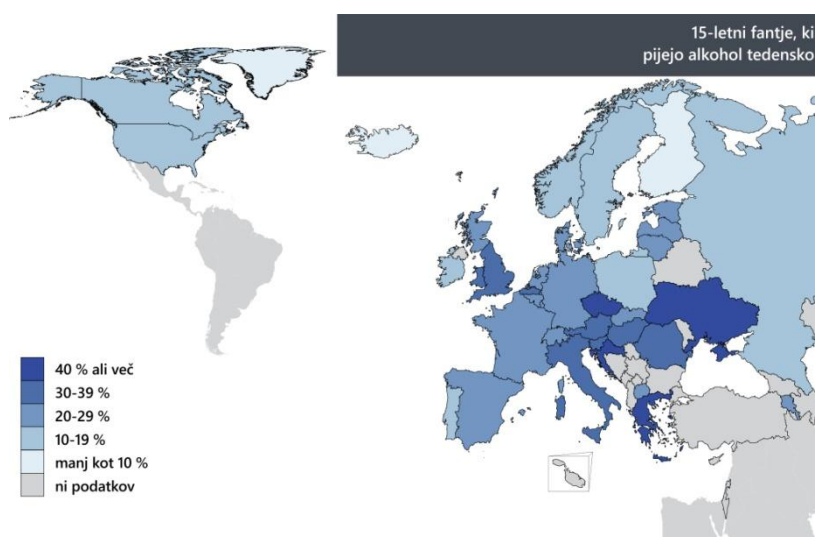 15-letni fantje, ki
pijejo alkohol tedensko
40 % ali več
30-39 %
20-29 %
10-19 %
manj kot 10 %
ni podatkov